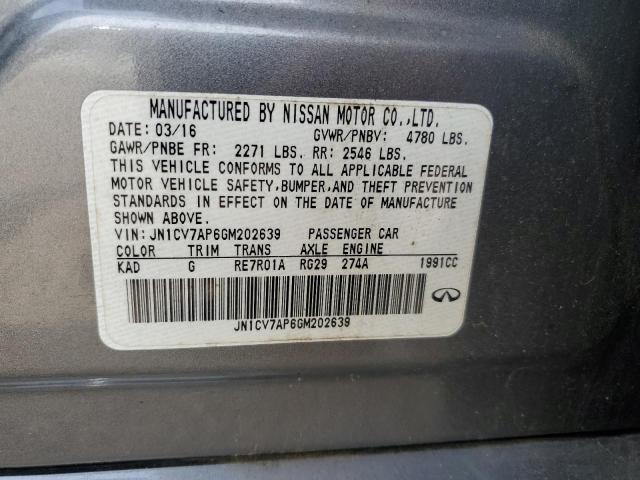 MANUFACTURED BY NISSAN MOTOR CO.,LTD.
DATE: 03/16 GVWR/PNBV: 4780 LBS.
GAWR/PNBE FR: 2271 LBS. RR: 2546 LBS.
THIS VEHICLE CONFORMS TO ALL APPLICABLE FEDERAL
MOTOR VEHICLE SAFETY,BUMPER,AND THEFT PREVENTION
STANDARDS IN EFFECT ON THE DATE OF MANUFACTURE
SHOWN ABOVE.
VIN:JN1CV7AP6GM202639 PASSENGER CAR
COLOR TRIM TRANS AXLE ENGINE
KAD G RE7R01A RG29 274A 1991CC
JN1CV7AP6GM202639